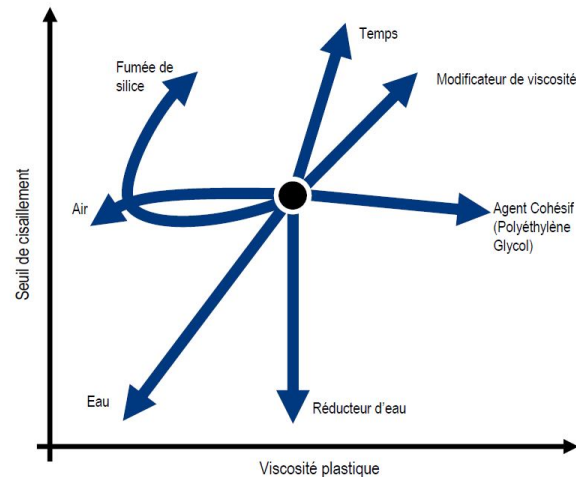 Temps
Fumée de
silice
Modificateur de viscosité
Air
Agent Cohésif
(Polyéthylène
Glycol)
Seuil de cisaillement
Eau
Réducteur d'eau
Viscosité plastique